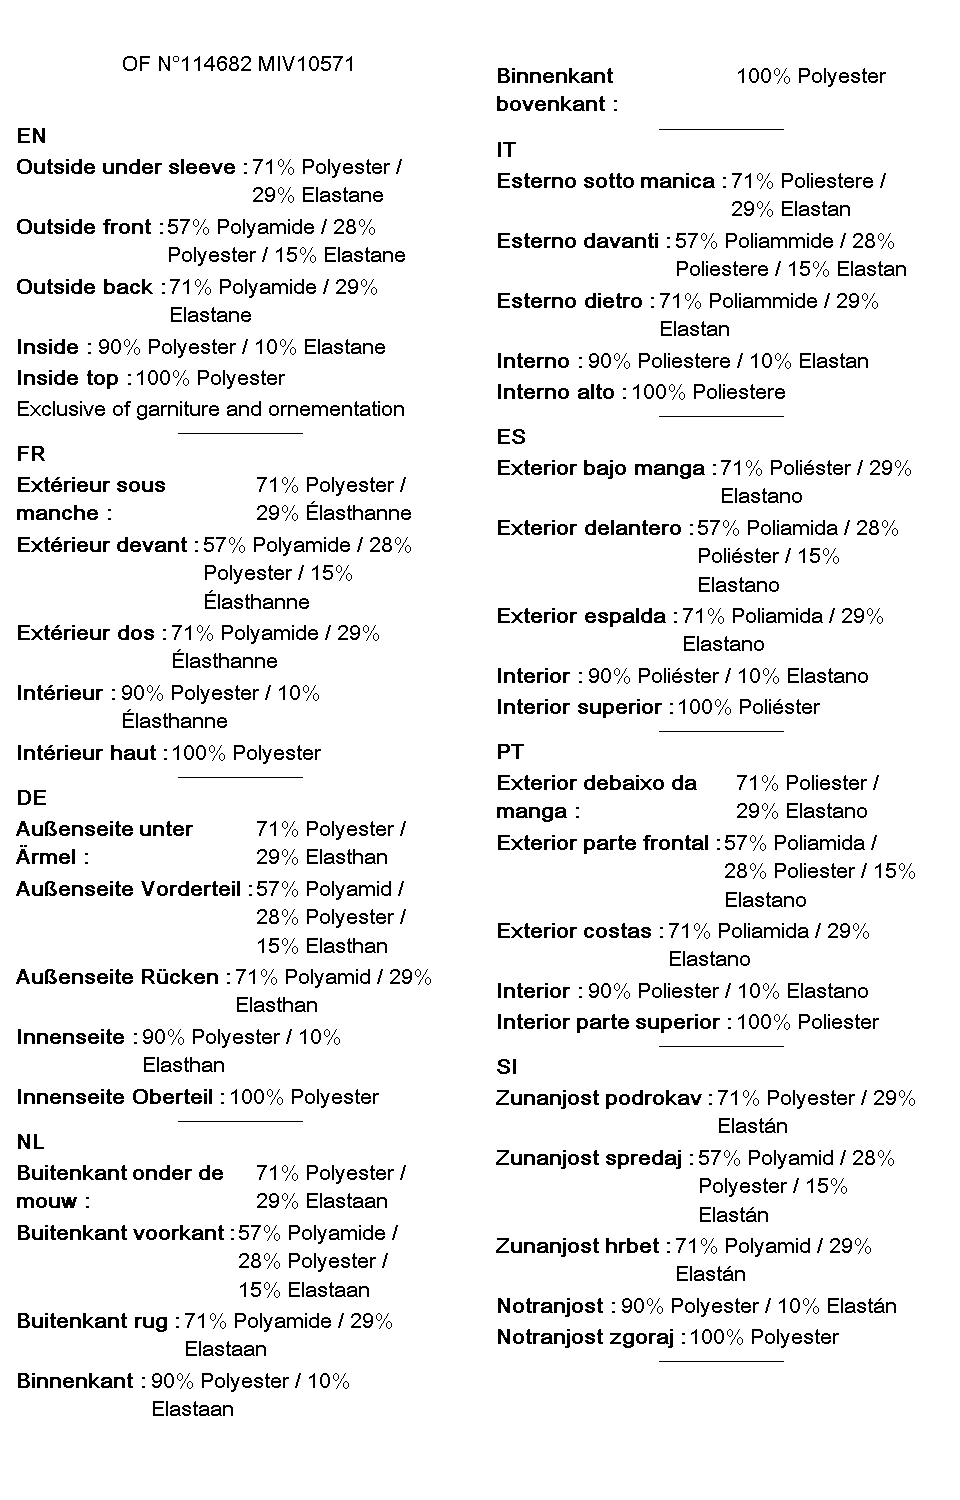 OF N°114682 MIV10571
EN
Outside under sleeve : 71% Polyester /
29% Elastane
Outside front : 57% Polyamide / 28%
Polyester / 15% Elastane
Outside back : 71% Polyamide / 29%
Elastane
Inside : 90% Polyester / 10% Elastane
Inside top : 100% Polyester
Exclusive of garniture and ornementation
FR
Extérieur sous 71% Polyester /
manche : 29% Élasthanne
Extérieur devant : 57% Polyamide / 28%
Polyester / 15%
Élasthanne
Extérieur dos : 71% Polyamide / 29%
Élasthanne
Intérieur : 90% Polyester / 10%
Élasthanne
Intérieur haut : 100% Polyester
DE
Außenseite unter 71% Polyester /
Ärmel : 29% Elasthan
Außenseite Vorderteil : 57% Polyamid /
28% Polyester /
15% Elasthan
Außenseite Rücken : 71% Polyamid / 29%
Elasthan
Innenseite : 90% Polyester / 10%
Elasthan
Innenseite Oberteil : 100% Polyester
NL
Buitenkant onder de 71% Polyester /
mouw : 29% Elastaan
Buitenkant voorkant : 57% Polyamide /
28% Polyester /
15% Elastaan
Buitenkant rug : 71% Polyamide / 29%
Elastaan
Binnenkant : 90% Polyester / 10%
Elastaan
Binnenkant 100% Polyester
bovenkant :
IT
Esterno sotto manica : 71% Poliestere /
29% Elastan
Esterno davanti : 57% Poliammide / 28%
Poliestere / 15% Elastan
Esterno dietro : 71% Poliammide / 29%
Elastan
Interno : 90% Poliestere / 10% Elastan
Interno alto : 100% Poliestere
ES
Exterior bajo manga : 71% Poliéster / 29%
Elastano
Exterior delantero : 57% Poliamida / 28%
Poliéster / 15%
Elastano
Exterior espalda : 71% Poliamida / 29%
Elastano
Interior : 90% Poliéster / 10% Elastano
Interior superior : 100% Poliéster
PT
Exterior debaixo da 71% Poliester /
manga : 29% Elastano
Exterior parte frontal : 57% Poliamida /
28% Poliester / 15%
Elastano
Exterior costas : 71% Poliamida / 29%
Elastano
Interior : 90% Poliester / 10% Elastano
Interior parte superior : 100% Poliester
SI
Zunanjost podrokav : 71% Polyester / 29%
Elastán
Zunanjost spredaj : 57% Polyamid / 28%
Polyester / 15%
Elastán
Zunanjost hrbet : 71% Polyamid / 29%
Elastán
Notranjost : 90% Polyester / 10% Elastán
Notranjost zgoraj : 100% Polyester